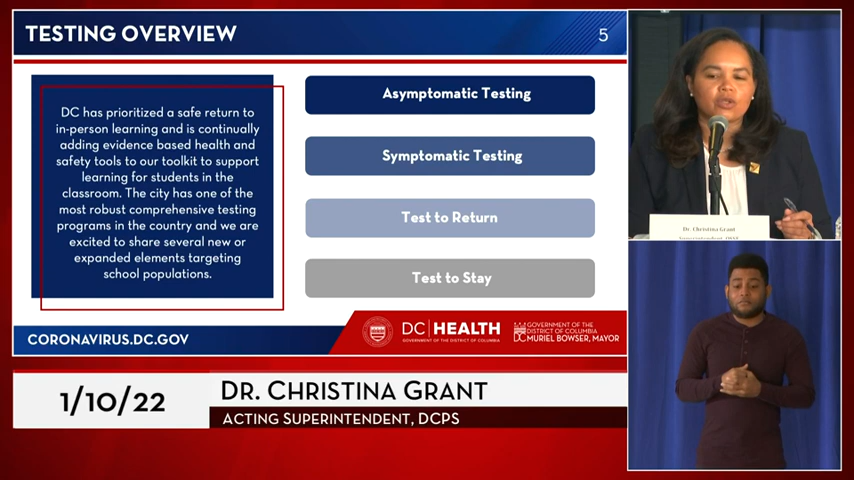 TESTING OVERVIEW
5
DC has prioritized a safe return to
in-person learning and is continually
adding evidence based health and
safety tools to our toolkit to support
learning for students in the
classroom. The city has one of the
most robust comprehensive testing
programs in the country and we are
excited to share several new or
expanded elements targeting
school populations.
Asymptomatic Testing
Symptomatic Testing
Test to Return
Test to Stay
CORONAVIRUS.DC.GOV
DC HEALTH
GOVERNMENT OF THE DISTRICT OF COLUMBIA
GOVERNMENT OF THE
DISTRICT OF COLUMBIA
DC MURIEL BOWSER, MAYOR
Dr. Christina Grant
Superintendent, OSSE
1/10/22
DR. CHRISTINA GRANT
ACTING SUPERINTENDENT, DCPS